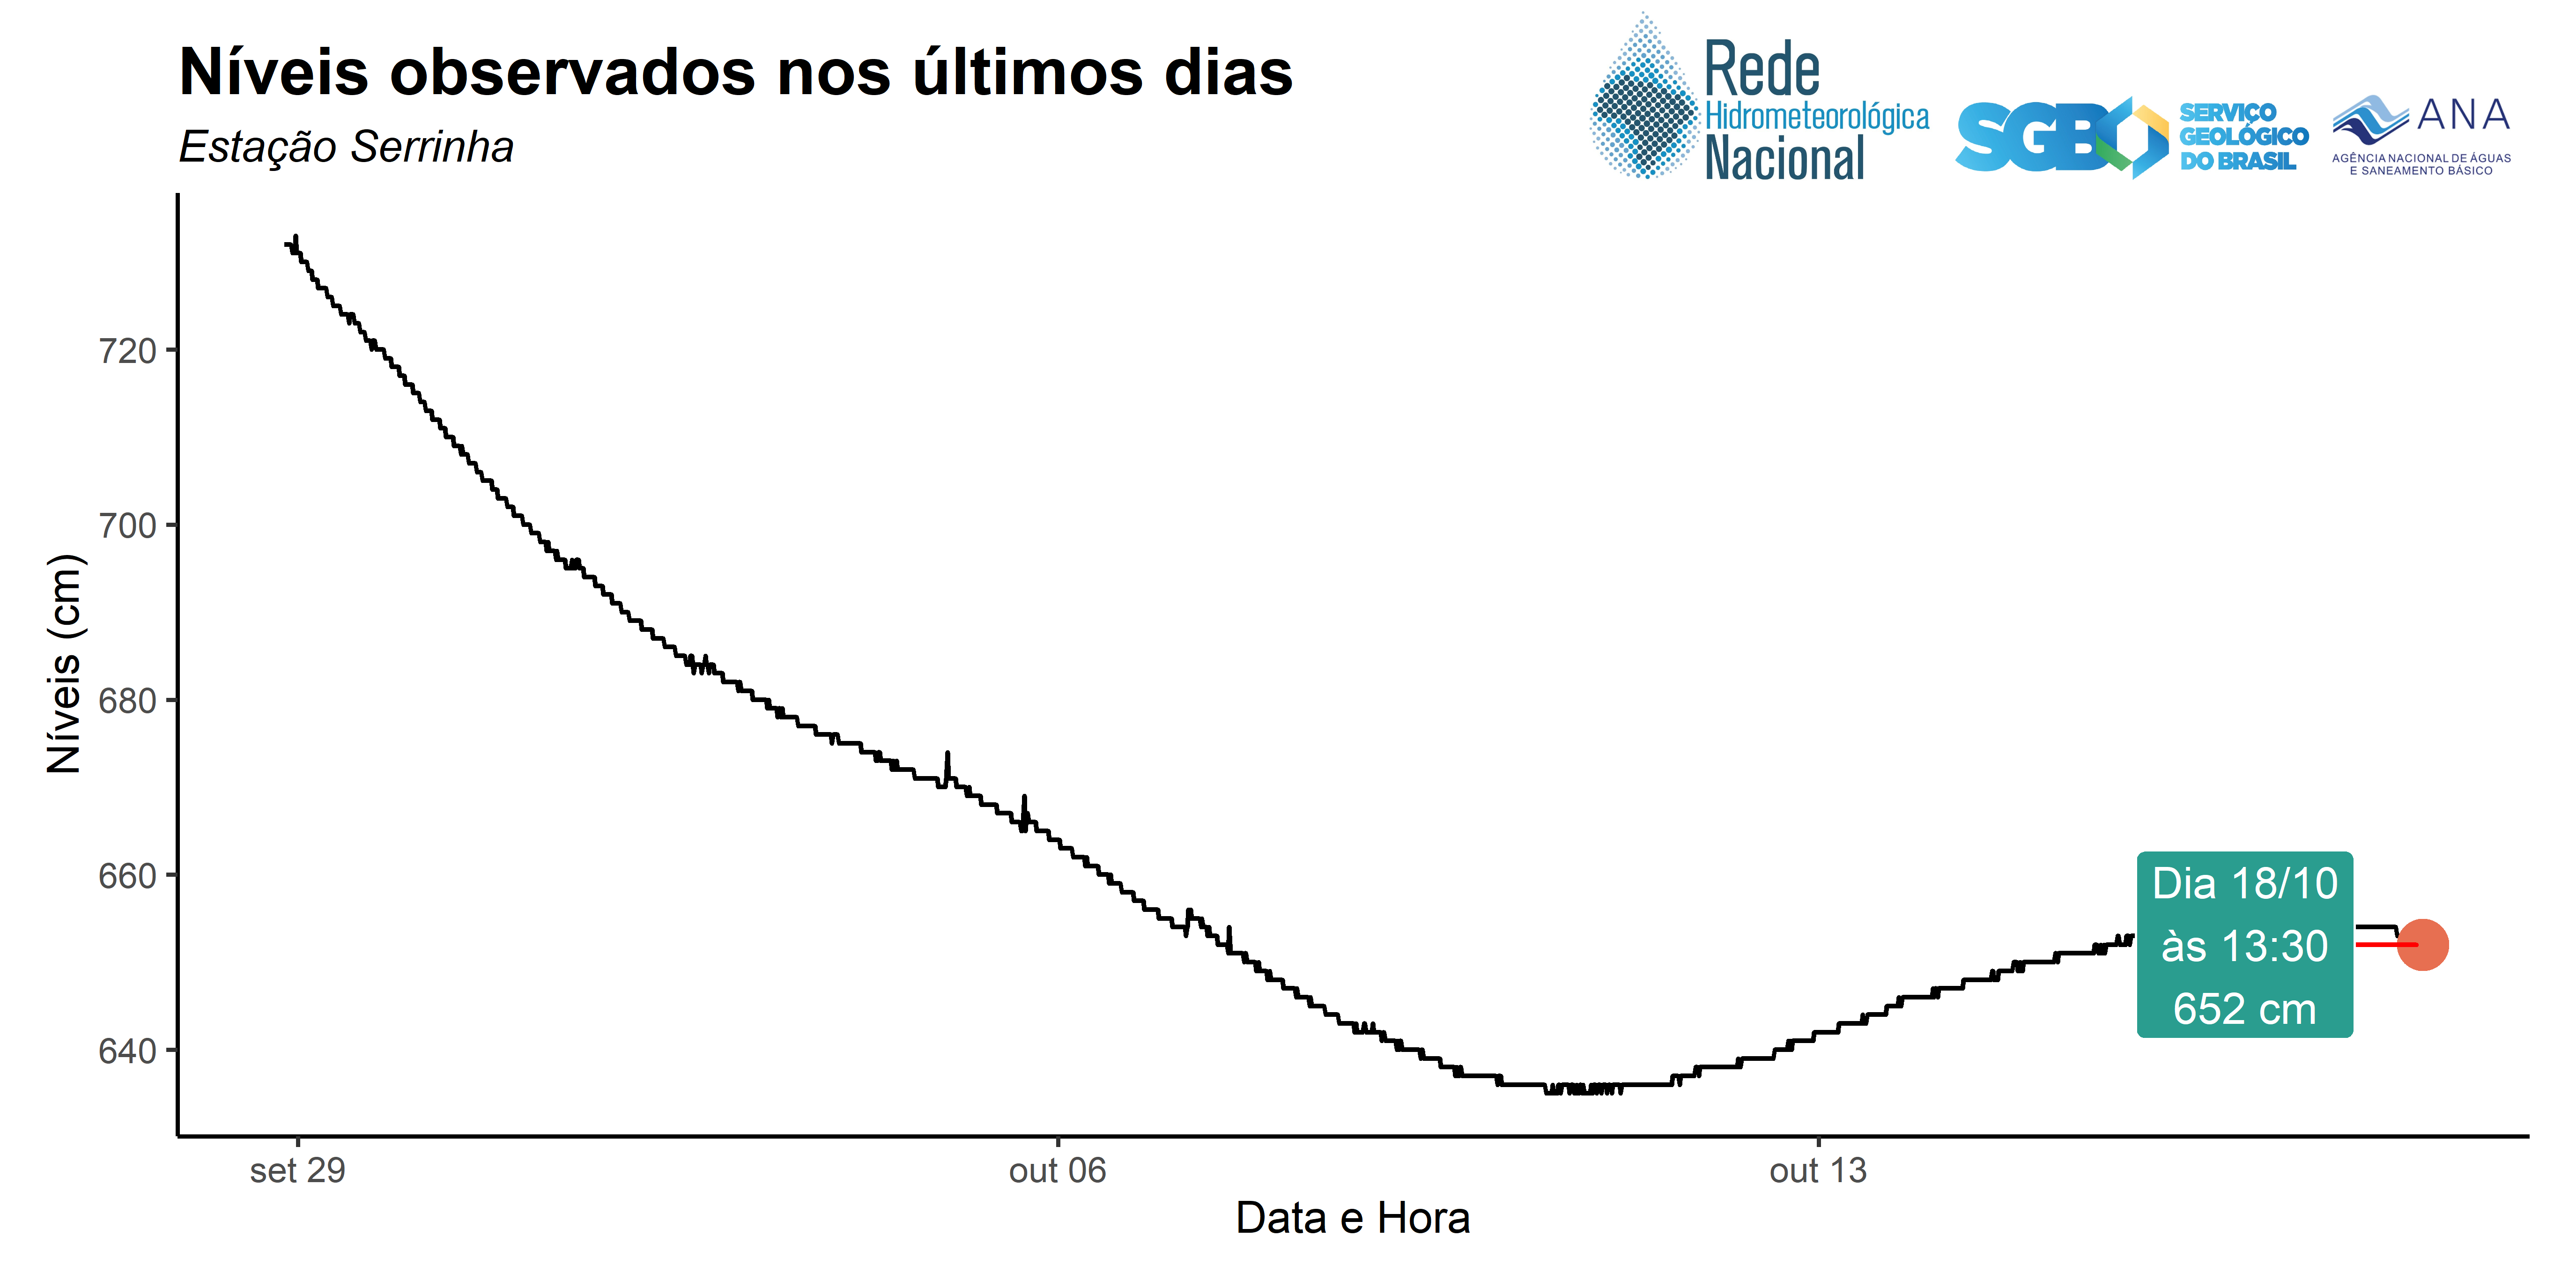 Níveis observados nos últimos dias
Estação Serrinha
Rede
Hidrometeorológica
Nacional
SGB
SERVIÇO
GEOLÓGICO
DO BRASIL
ANA
AGÊNCIA NACIONAL DE ÁGUAS
E SANEAMENTO BÁSICO
Níveis (cm)
720
700
680
660
640
Dia 18/10
às 13:30
652 cm
set 29
out 06
out 13
Data e Hora